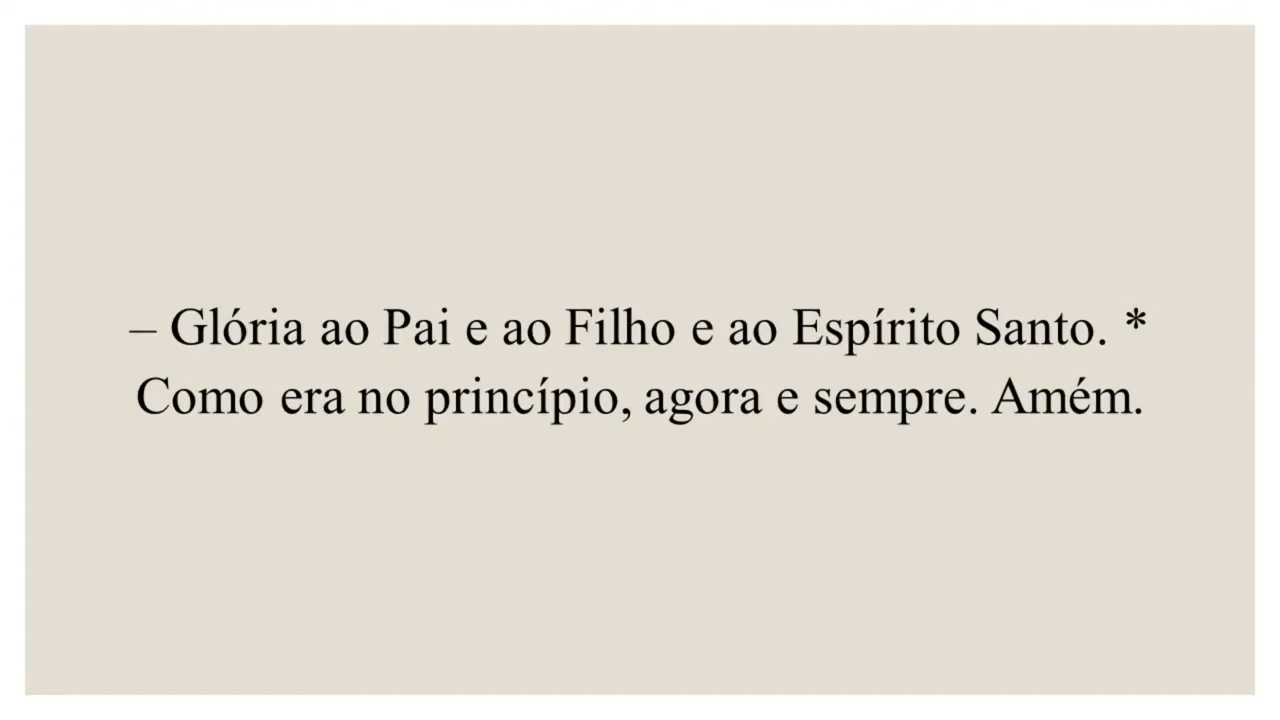 – Glória ao Pai e ao Filho e ao Espírito Santo. *
Como era no princípio, agora e sempre. Amém.